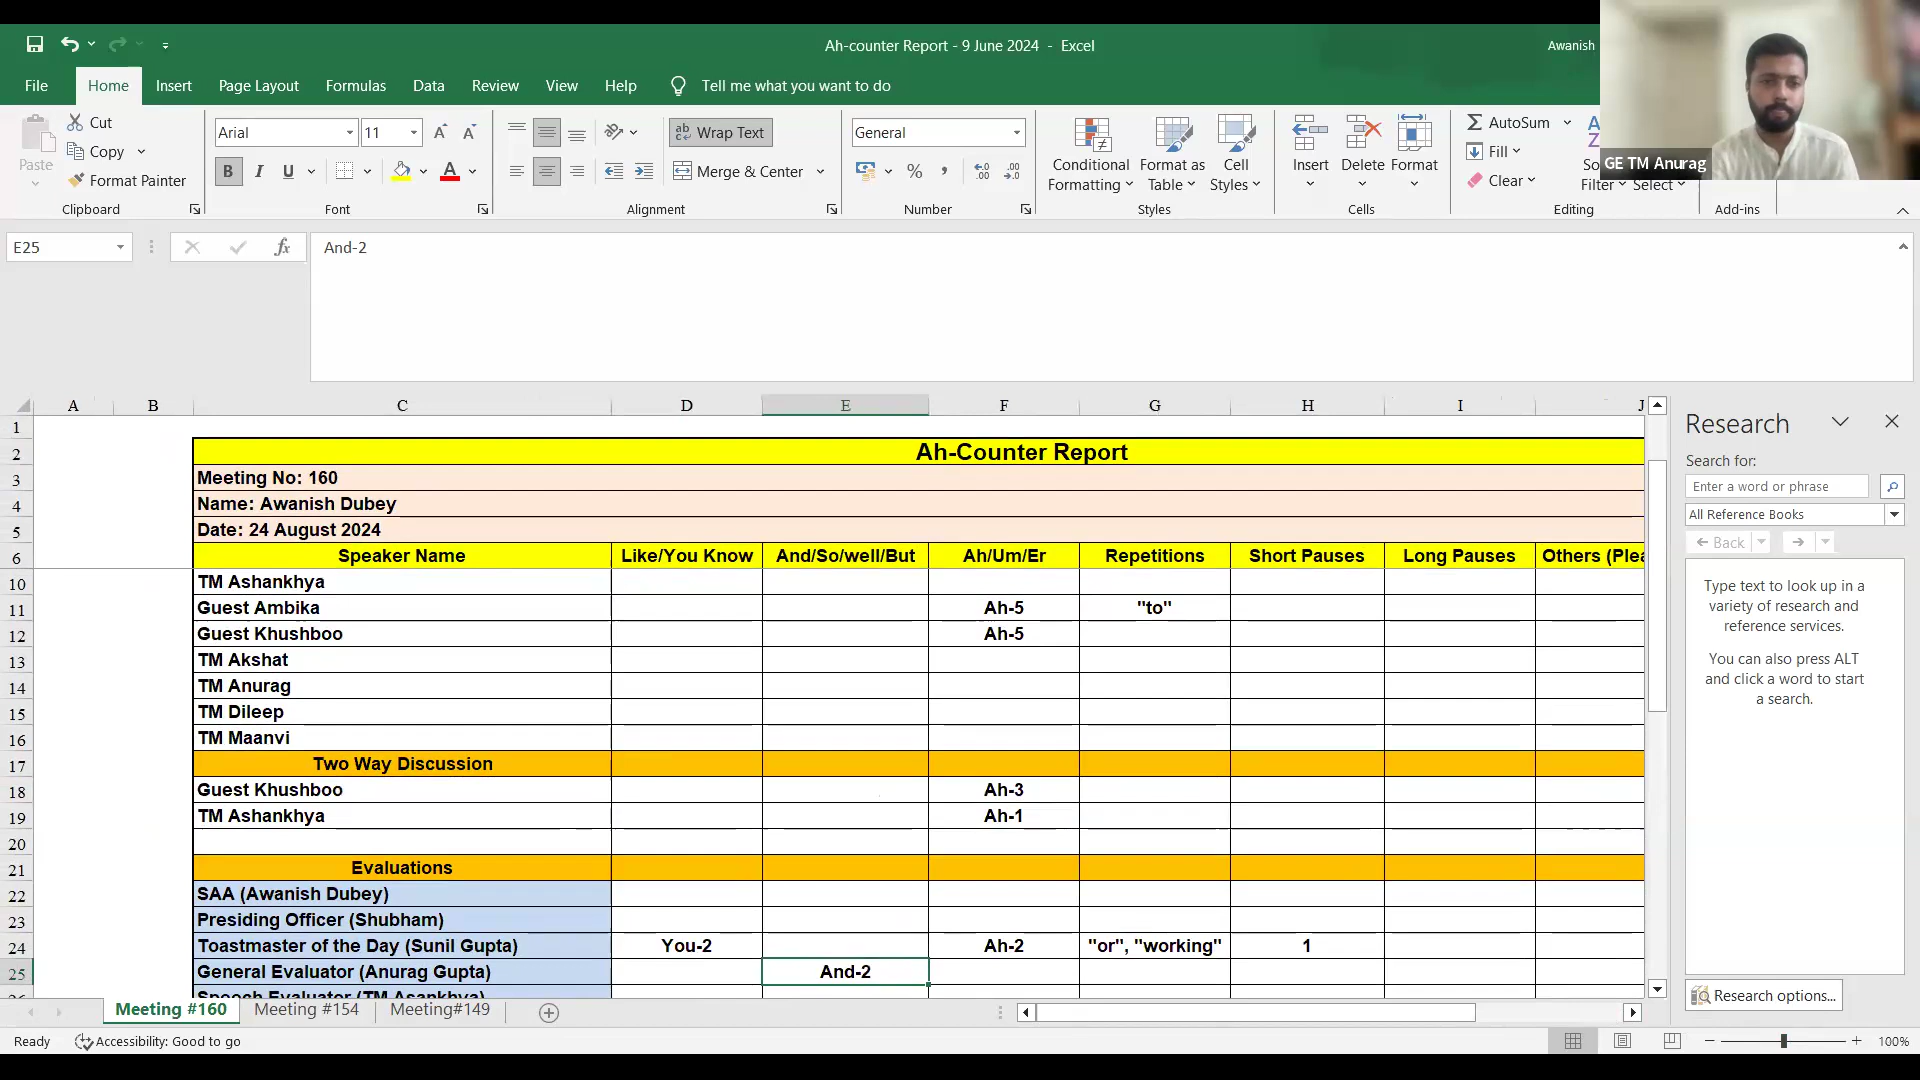 Ah-counter Report - 9 June 2024 - Excel
Awanish
File Home Insert Page Layout Formulas Data Review View Help Tell me what you want to do
Paste
Cut
Copy
Format Painter
Clipboard
Arial 11
B I U
Font
Wrap Text
Merge & Center
Alignment
General
Number
Conditional Formatting
Format as Table
Cell Styles
Styles
Insert Delete Format
Cells
AutoSum
Fill
Clear
Filter Select
Editing
Add-ins
GE TM Anurag
E25 fx And-2
A B C D E F G H I J
1
2 Ah-Counter Report
3 Meeting No: 160
4 Name: Awanish Dubey
5 Date: 24 August 2024
6 Speaker Name Like/You Know And/So/well/But Ah/Um/Er Repetitions Short Pauses Long Pauses Others (Plea
10 TM Ashankhya
11 Guest Ambika Ah-5 "to"
12 Guest Khushboo Ah-5
13 TM Akshat
14 TM Anurag
15 TM Dileep
16 TM Maanvi
17 Two Way Discussion
18 Guest Khushboo Ah-3
19 TM Ashankhya Ah-1
20
21 Evaluations
22 SAA (Awanish Dubey)
23 Presiding Officer (Shubham)
24 Toastmaster of the Day (Sunil Gupta) You-2 Ah-2 "or", "working" 1
25 General Evaluator (Anurag Gupta) And-2
Speech Evaluator (TM Asankhya)
Meeting #160 Meeting #154 Meeting#149
Ready Accessibility: Good to go
100%
Research
Search for:
Enter a word or phrase
All Reference Books
Back
Type text to look up in a
variety of research and
reference services.
You can also press ALT
and click a word to start
a search.
Research options...